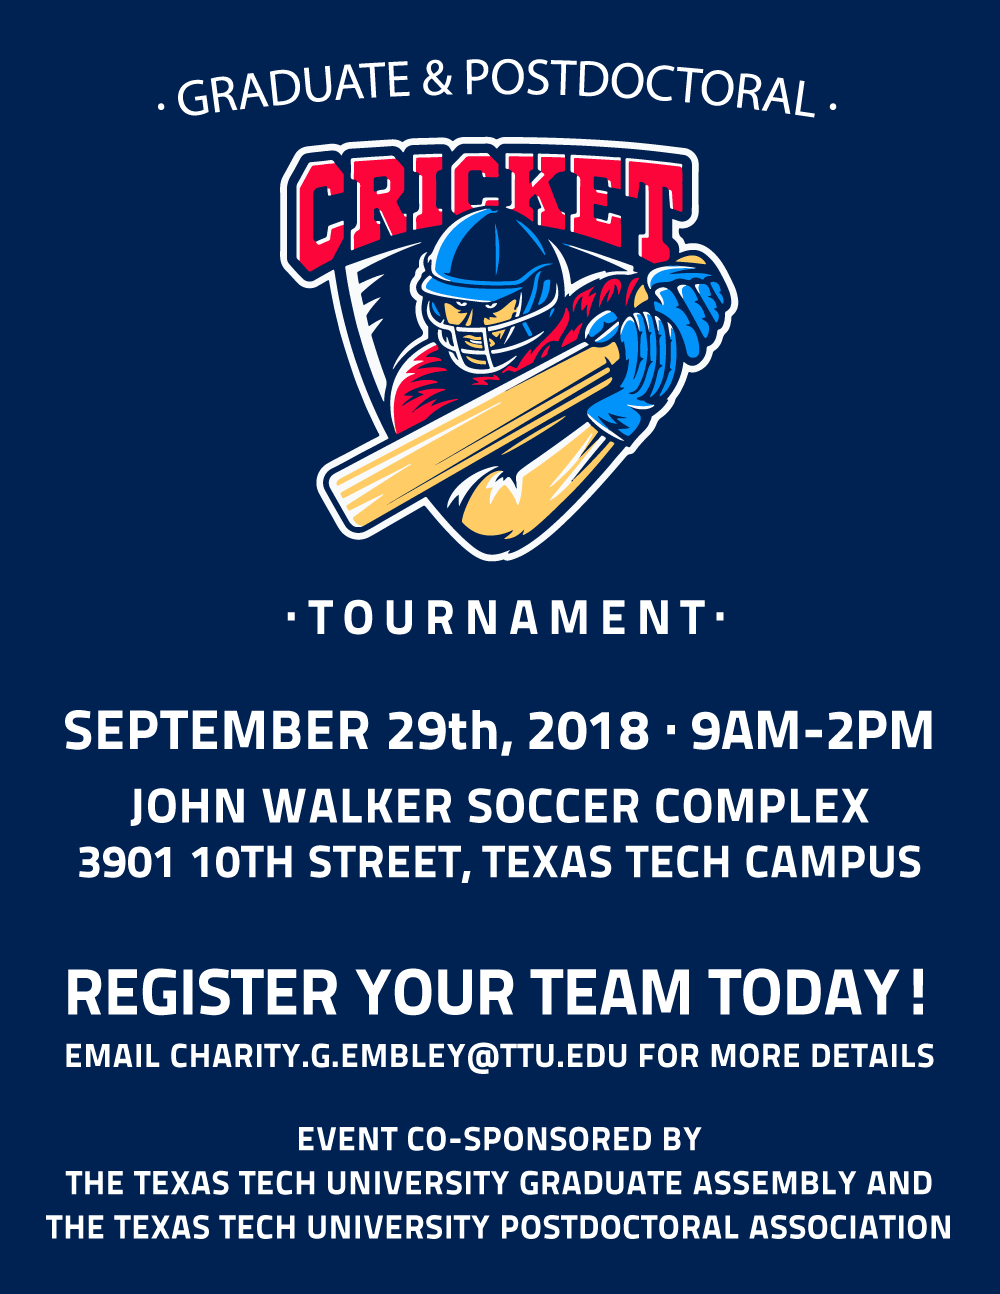 · GRADUATE & POSTDOCTORAL ·
CRICKET
· TOURNAMENT ·
SEPTEMBER 29th, 2018 · 9AM-2PM
JOHN WALKER SOCCER COMPLEX
3901 10TH STREET, TEXAS TECH CAMPUS
REGISTER YOUR TEAM TODAY!
EMAIL CHARITY.G.EMBLEY@TTU.EDU FOR MORE DETAILS
EVENT CO-SPONSORED BY
THE TEXAS TECH UNIVERSITY GRADUATE ASSEMBLY AND
THE TEXAS TECH UNIVERSITY POSTDOCTORAL ASSOCIATION